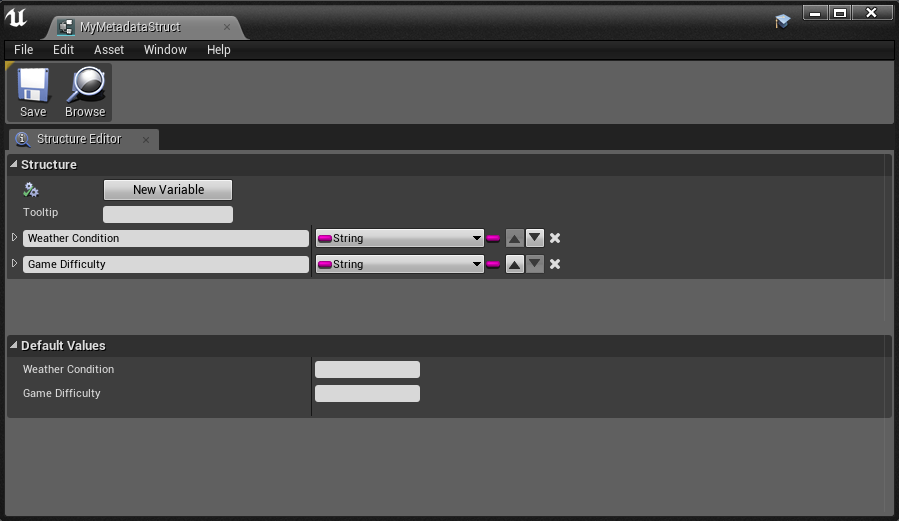 MyMetadataStruct
File Edit Asset Window Help
Save Browse
Structure Editor
Structure
New Variable
Tooltip
Weather Condition String
Game Difficulty String
Default Values
Weather Condition
Game Difficulty